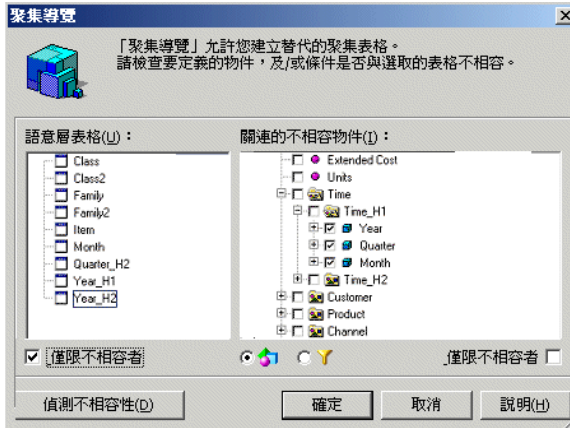 聚集導覽
「聚集導覽」允許您建立替代的聚集表格。
請檢查要定義的物件，及/或條件是否與選取的表格不相容。
語意層表格(U)：
關連的不相容物件(I)：
Class
Class2
Family
Family2
Item
Month
Quarter_H2
Year_H1
Year_H2
Extended Cost
Units
Time
Time_H1
Year
Quarter
Month
Time_H2
Customer
Product
Channel
僅限不相容者
僅限不相容者
偵測不相容性(D)
確定
取消
說明(H)